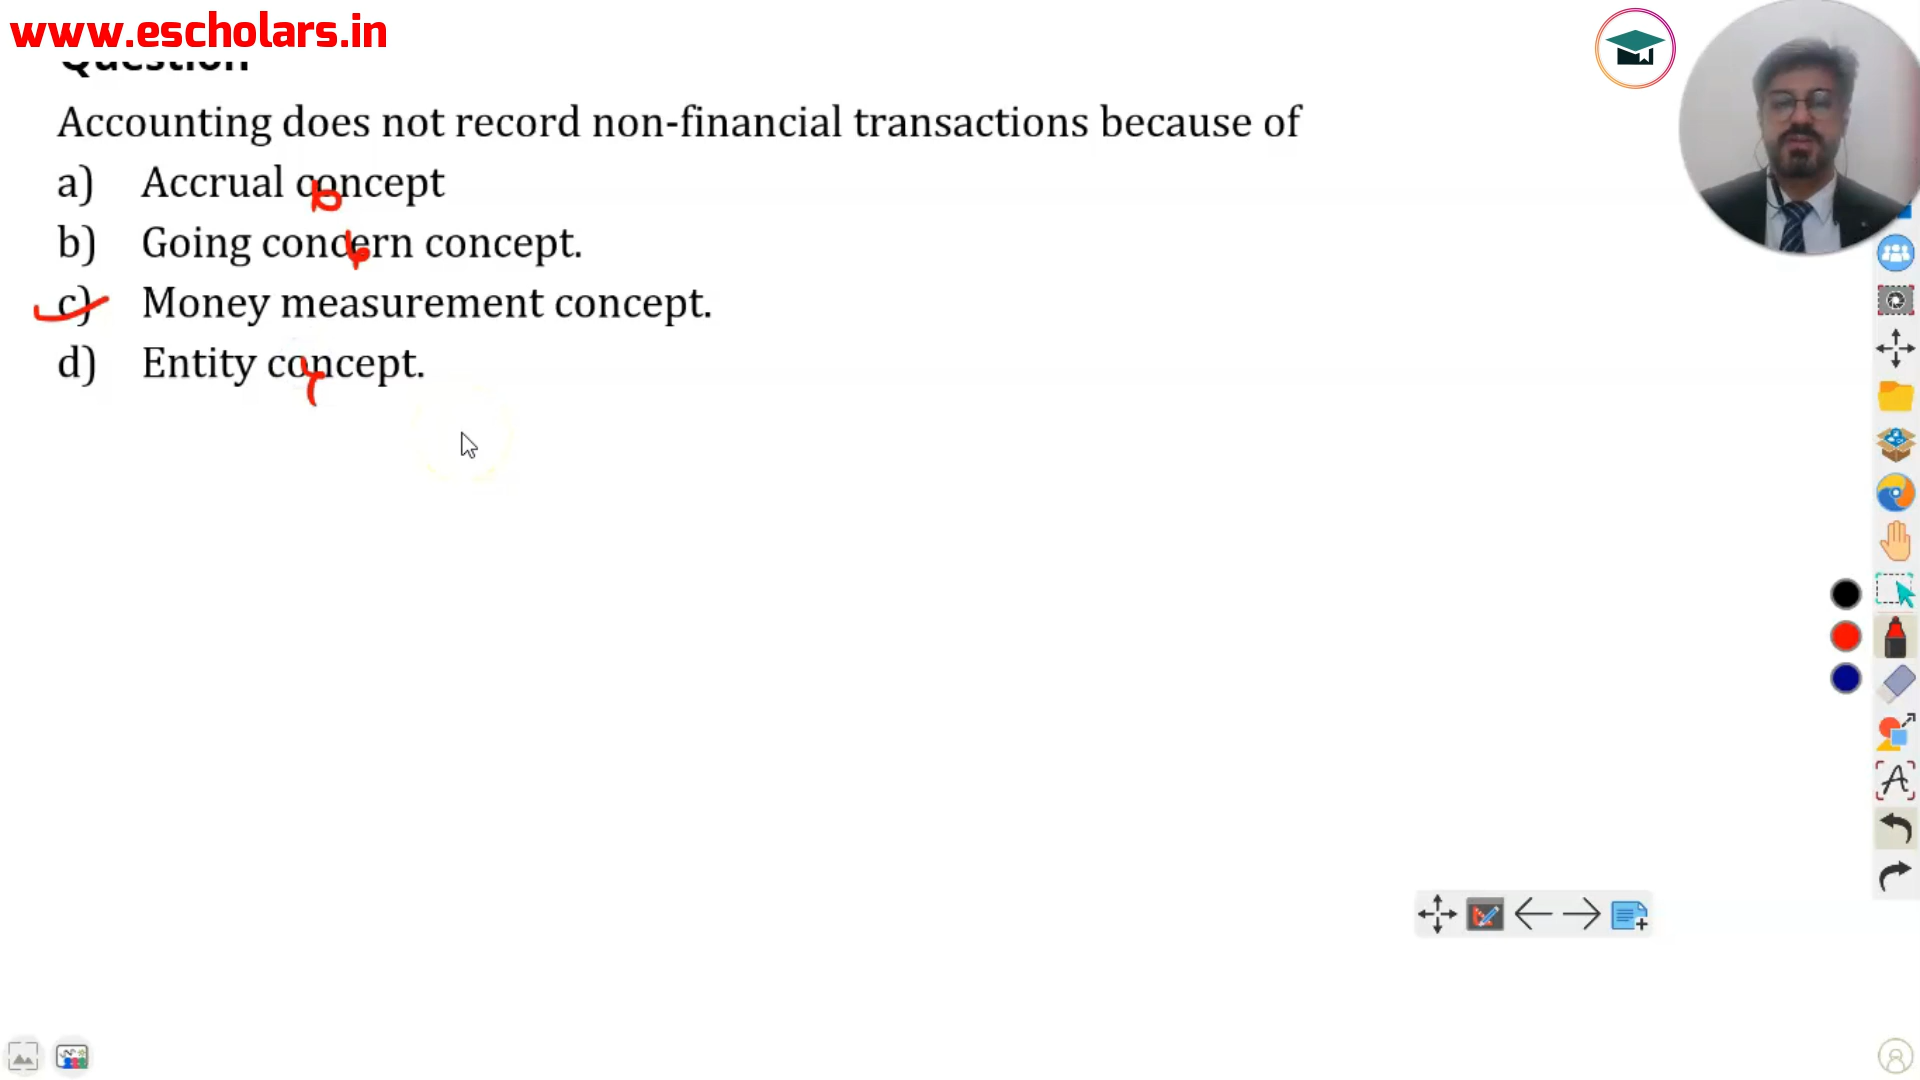 www.escholars.in
Question
Accounting does not record non-financial transactions because of
a) Accrual concept
b) Going concern concept.
c) Money measurement concept.
d) Entity concept.